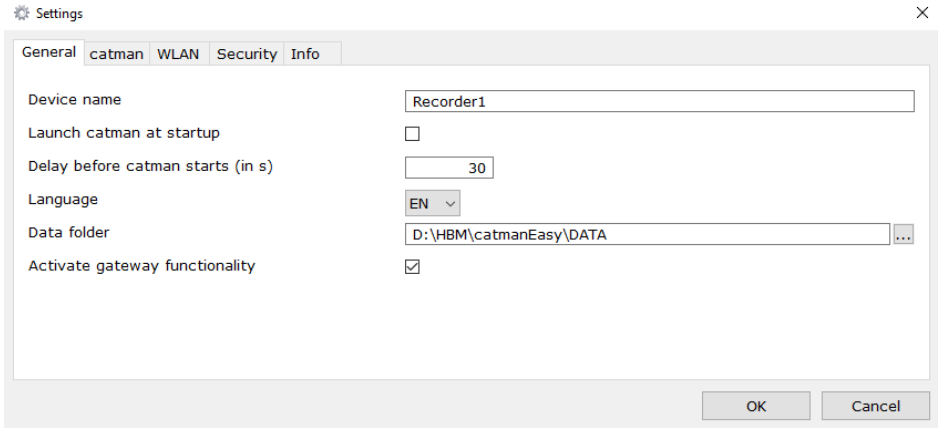 Settings
General catman WLAN Security Info
Device name Recorder1
Launch catman at startup
Delay before catman starts (in s) 30
Language EN
Data folder D:\HBM\catmanEasy\DATA ...
Activate gateway functionality
OK Cancel